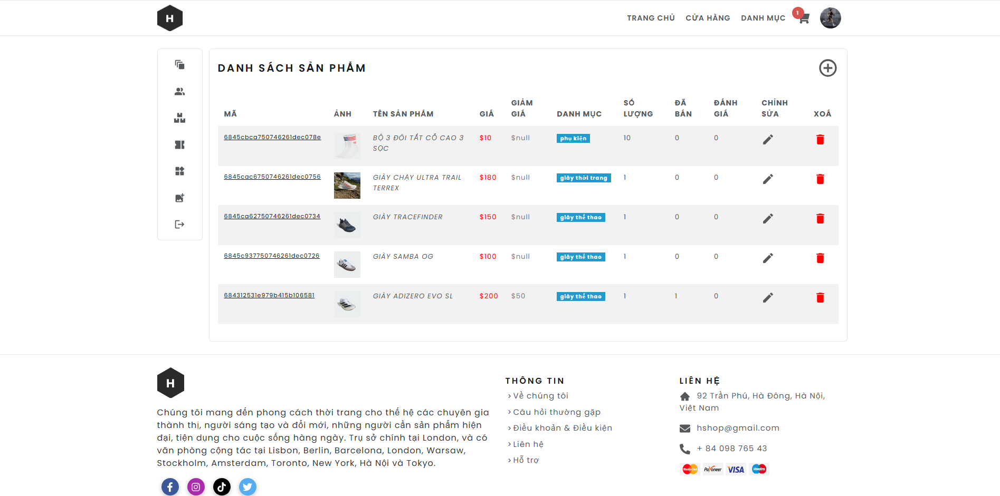 H
TRANG CHỦ CỬA HÀNG DANH MỤC 1
DANH SÁCH SẢN PHẨM
MÃ ẢNH TÊN SẢN PHẨM GIÁ GIẢM GIÁ DANH MỤC SỐ LƯỢNG ĐÃ BÁN ĐÁNH GIÁ CHỈNH SỬA XOÁ
6845cbca750746261dec078e BỘ 3 ĐÔI TẤT CỔ CAO 3 SỌC $10 $null phụ kiện 10 0 0
6845cac6750746261dec0756 GIÀY CHẠY ULTRA TRAIL TERREX $180 $null giày thời trang 1 0 0
6845ca62750746261dec0734 GIÀY TRACEFINDER $150 $null giày thể thao 1 0 0
6845c937750746261dec0726 GIÀY SAMBA OG $100 $null giày thể thao 1 0 0
684312531e979b415b106581 GIÀY ADIZERO EVO SL $200 $50 giày thể thao 1 1 0
H
Chúng tôi mang đến phong cách thời trang cho thế hệ các chuyên gia
thành thị, người sáng tạo và đổi mới, những người cần sản phẩm hiện
đại, tiện dụng cho cuộc sống hàng ngày. Trụ sở chính tại London, và có
văn phòng cộng tác tại Lisbon, Berlin, Barcelona, London, Warsaw,
Stockholm, Amsterdam, Toronto, New York, Hà Nội và Tokyo.
THÔNG TIN
Về chúng tôi
Câu hỏi thường gặp
Điều khoản & Điều kiện
Liên hệ
Hỗ trợ
LIÊN HỆ
92 Trần Phú, Hà Đông, Hà Nội,
Việt Nam
hshop@gmail.com
+ 84 098 765 43
MasterCard Payoneer VISA Maestro